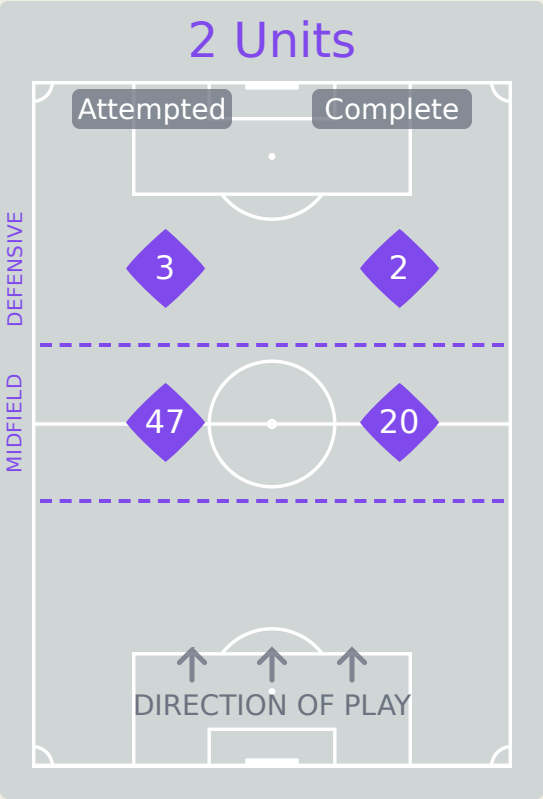 2 Units
Attempted
Complete
DEFENSIVE
3
2
MIDFIELD
47
20
DIRECTION OF PLAY